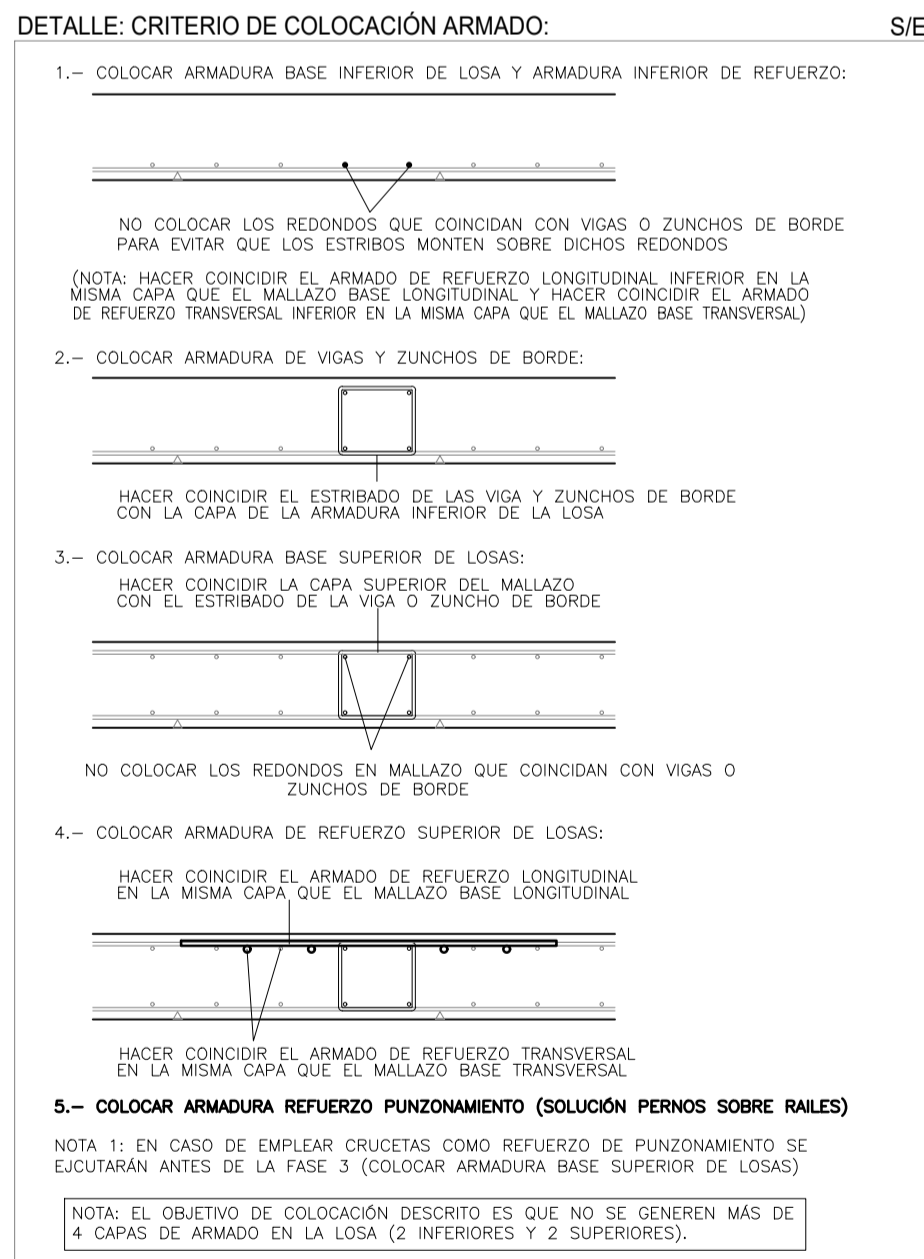 DETALLE: CRITERIO DE COLOCACIÓN ARMADO:
S/E
1.– COLOCAR ARMADURA BASE INFERIOR DE LOSA Y ARMADURA INFERIOR DE REFUERZO:
NO COLOCAR LOS REDONDOS QUE COINCIDAN CON VIGAS O ZUNCHOS DE BORDE
PARA EVITAR QUE LOS ESTRIBOS MONTEN SOBRE DICHOS REDONDOS
(NOTA: HACER COINCIDIR EL ARMADO DE REFUERZO LONGITUDINAL INFERIOR EN LA
MISMA CAPA QUE EL MALLAZO BASE LONGITUDINAL Y HACER COINCIDIR EL ARMADO
DE REFUERZO TRANSVERSAL INFERIOR EN LA MISMA CAPA QUE EL MALLAZO BASE TRANSVERSAL)
2.– COLOCAR ARMADURA DE VIGAS Y ZUNCHOS DE BORDE:
HACER COINCIDIR EL ESTRIBADO DE LAS VIGA Y ZUNCHOS DE BORDE
CON LA CAPA DE LA ARMADURA INFERIOR DE LA LOSA
3.– COLOCAR ARMADURA BASE SUPERIOR DE LOSAS:
HACER COINCIDIR LA CAPA SUPERIOR DEL MALLAZO
CON EL ESTRIBADO DE LA VIGA O ZUNCHO DE BORDE
NO COLOCAR LOS REDONDOS EN MALLAZO QUE COINCIDAN CON VIGAS O
ZUNCHOS DE BORDE
4.– COLOCAR ARMADURA DE REFUERZO SUPERIOR DE LOSAS:
HACER COINCIDIR EL ARMADO DE REFUERZO LONGITUDINAL
EN LA MISMA CAPA QUE EL MALLAZO BASE LONGITUDINAL
HACER COINCIDIR EL ARMADO DE REFUERZO TRANSVERSAL
EN LA MISMA CAPA QUE EL MALLAZO BASE TRANSVERSAL
5.– COLOCAR ARMADURA REFUERZO PUNZONAMIENTO (SOLUCIÓN PERNOS SOBRE RAILES)
NOTA 1: EN CASO DE EMPLEAR CRUCETAS COMO REFUERZO DE PUNZONAMIENTO SE
EJCUTARÁN ANTES DE LA FASE 3 (COLOCAR ARMADURA BASE SUPERIOR DE LOSAS)
NOTA: EL OBJETIVO DE COLOCACIÓN DESCRITO ES QUE NO SE GENEREN MÁS DE
4 CAPAS DE ARMADO EN LA LOSA (2 INFERIORES Y 2 SUPERIORES).